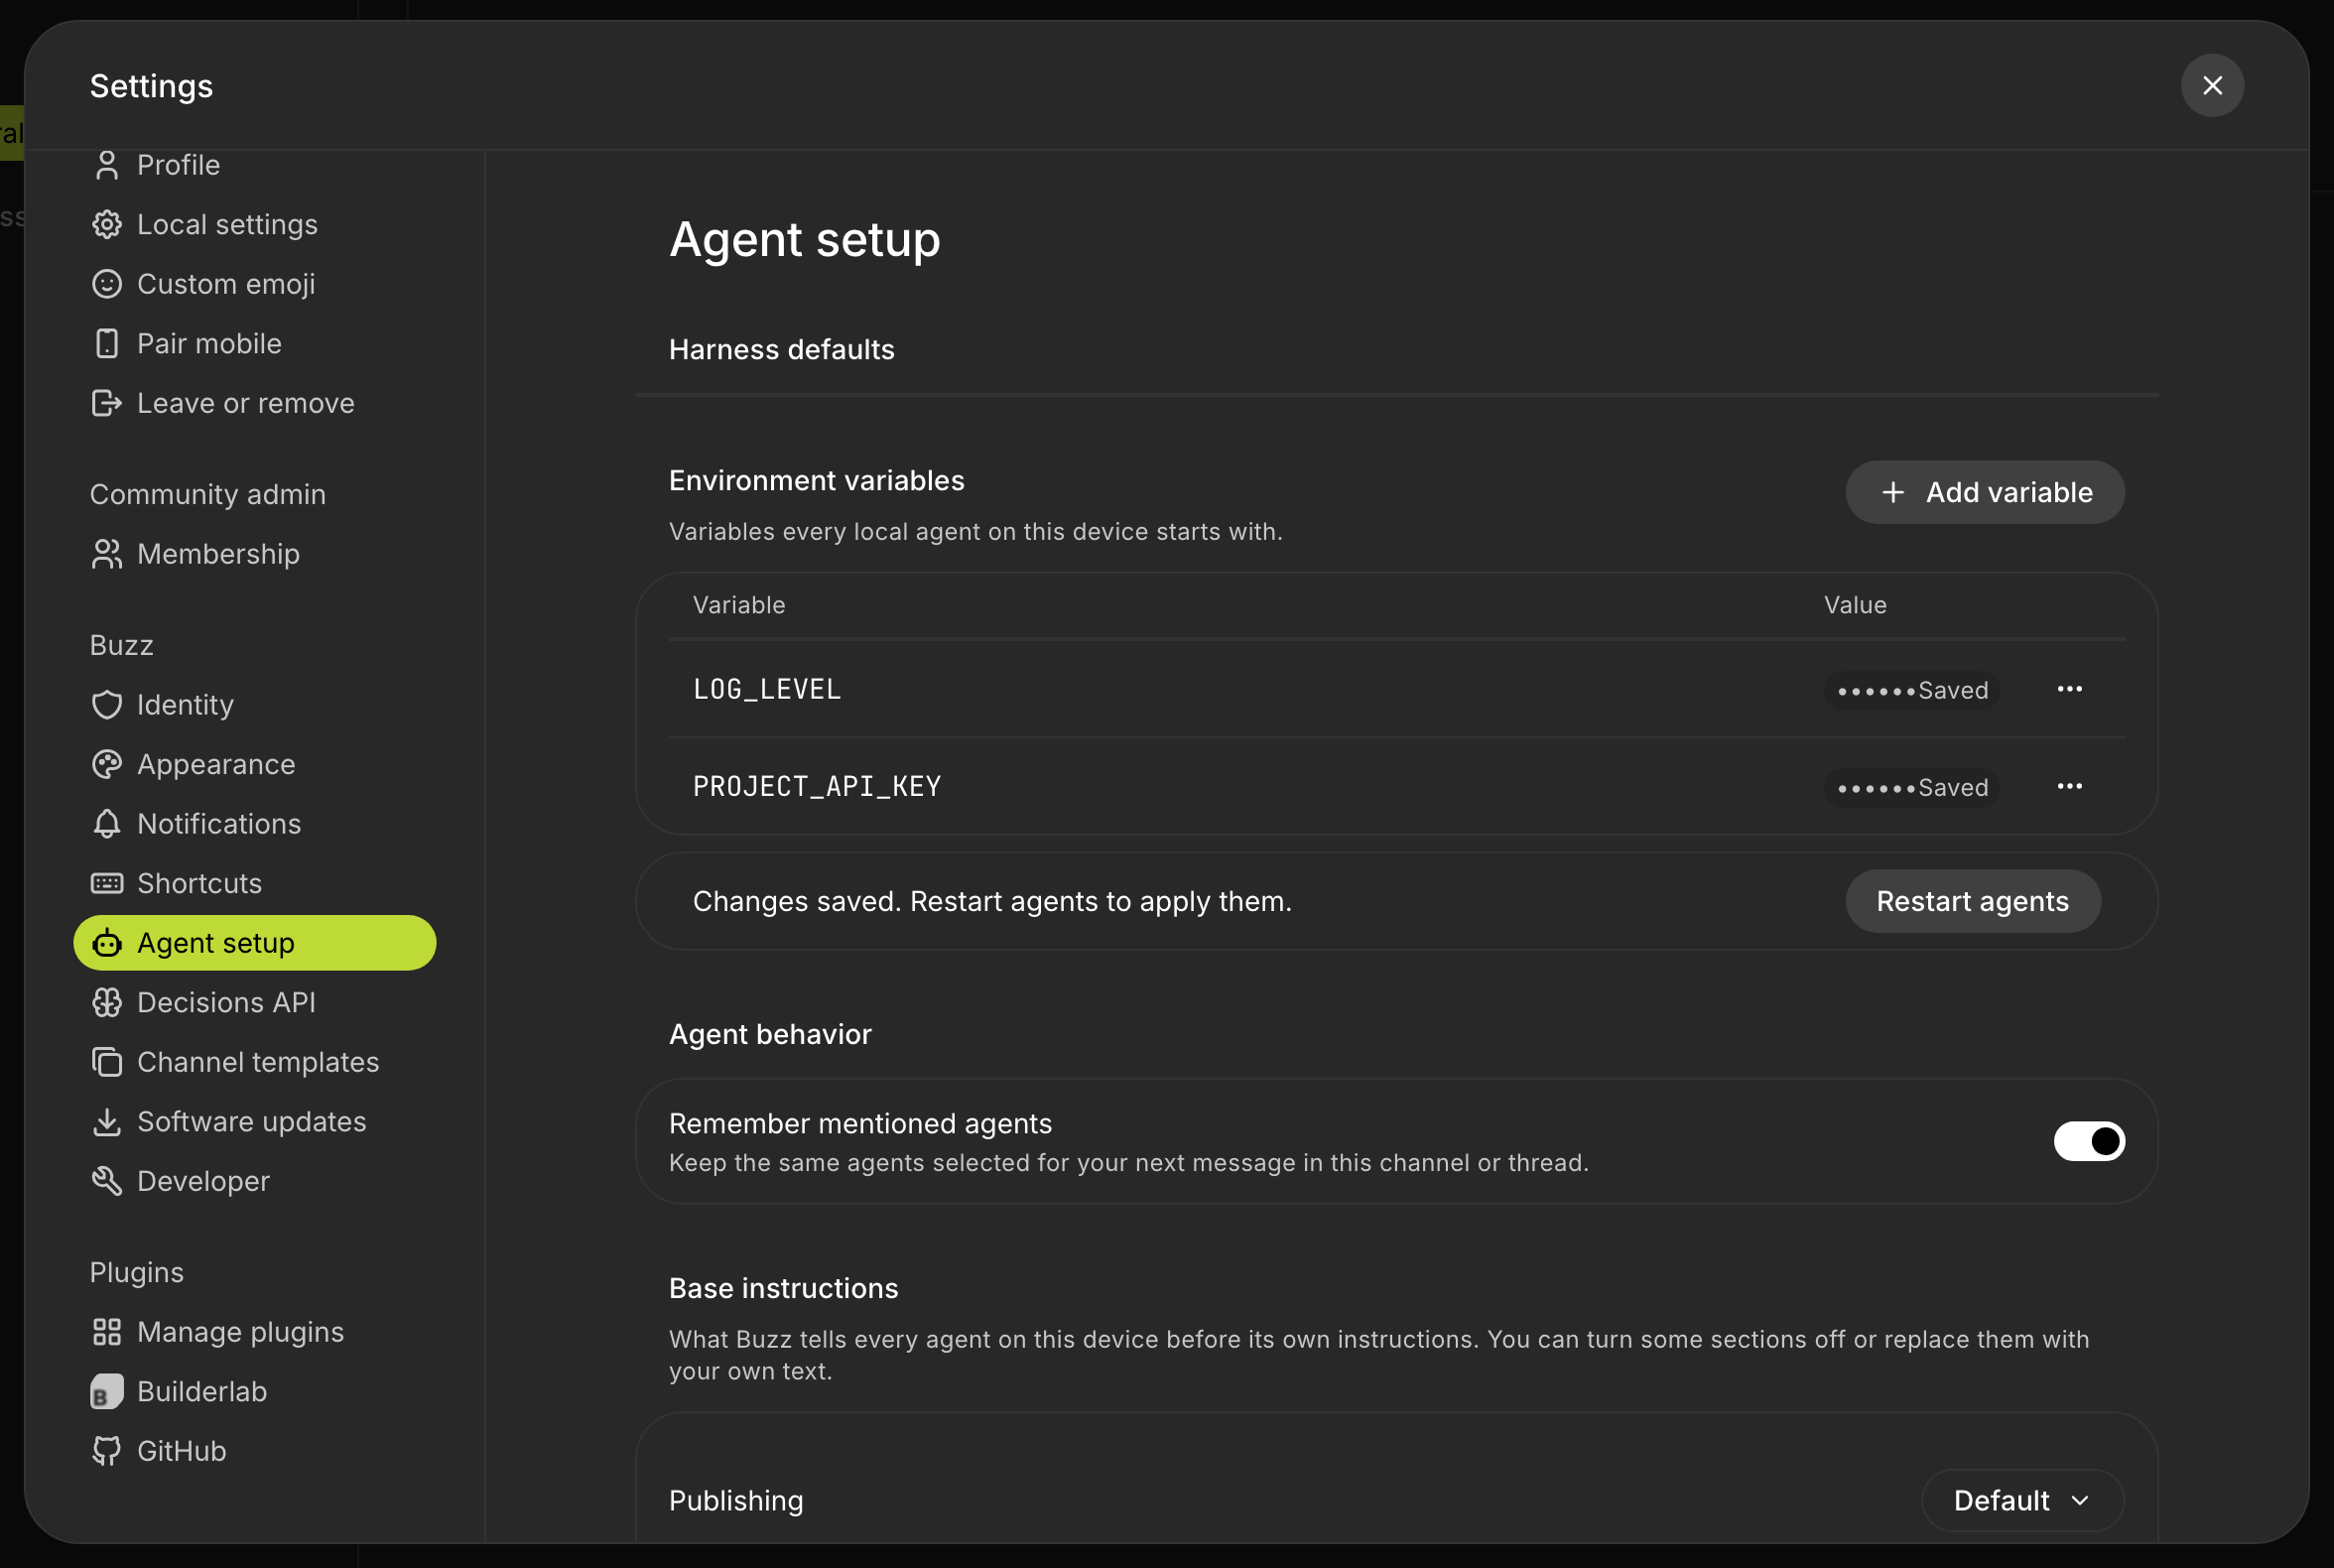 Settings
Profile
Local settings
Custom emoji
Pair mobile
Leave or remove
Community admin
Membership
Buzz
Identity
Appearance
Notifications
Shortcuts
Agent setup
Decisions API
Channel templates
Software updates
Developer
Plugins
Manage plugins
B Builderlab
GitHub
Agent setup
Harness defaults
Environment variables
Add variable
Variables every local agent on this device starts with.
Variable Value
LOG_LEVEL ••••••Saved
PROJECT_API_KEY ••••••Saved
Changes saved. Restart agents to apply them. Restart agents
Agent behavior
Remember mentioned agents
Keep the same agents selected for your next message in this channel or thread.
Base instructions
What Buzz tells every agent on this device before its own instructions. You can turn some sections off or replace them with
your own text.
Publishing Default